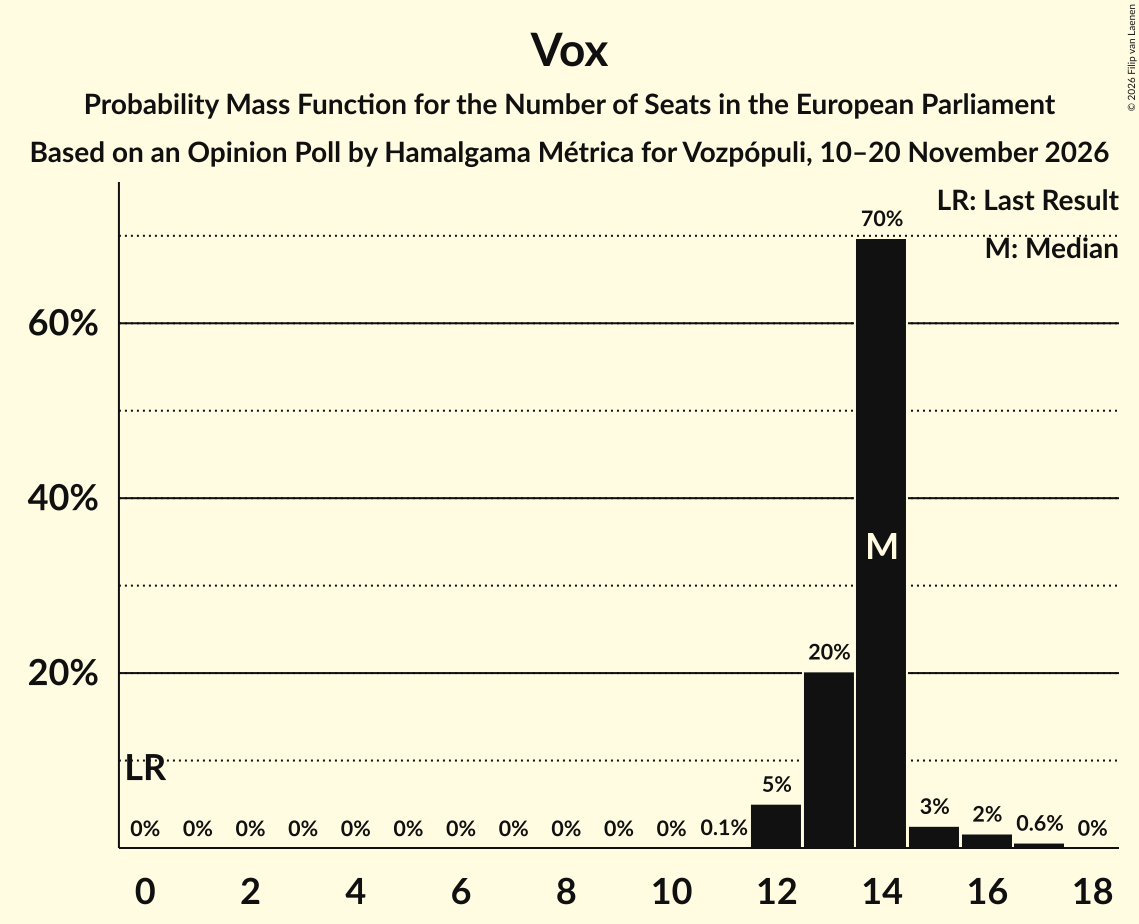 Vox
Probability Mass Function for the Number of Seats in the European Parliament
Based on an Opinion Poll by Hamalgama Métrica for Vozpópuli, 10–20 November 2026
© 2026 Filip van Laenen
LR: Last Result
M: Median
70%
60%
40%
M
20%
20%
LR
5%
3%
2%
0.6%
0%
0% 0% 0% 0% 0% 0% 0% 0% 0% 0% 0% 0.1%
0 2 4 6 8 10 12 14 16 18